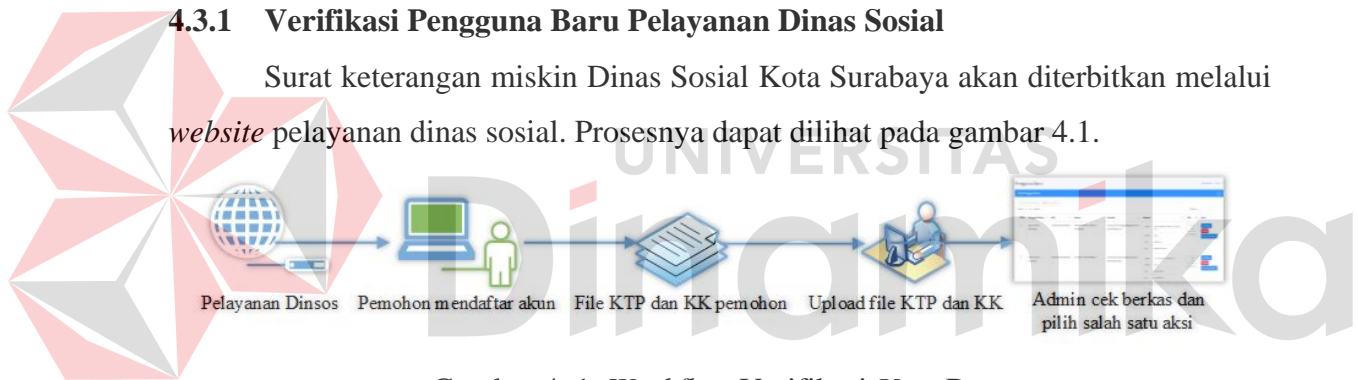 4.3.1 Verifikasi Pengguna Baru Pelayanan Dinas Sosial
Surat keterangan miskin Dinas Sosial Kota Surabaya akan diterbitkan melalui
website pelayanan dinas sosial. Prosesnya dapat dilihat pada gambar 4.1.
UNIVERSITAS
Dinamika
Pelayanan Dinsos
Pemohon mendaftar akun
File KTP dan KK pemohon
Upload file KTP dan KK
Admin cek berkas dan
pilih salah satu aksi